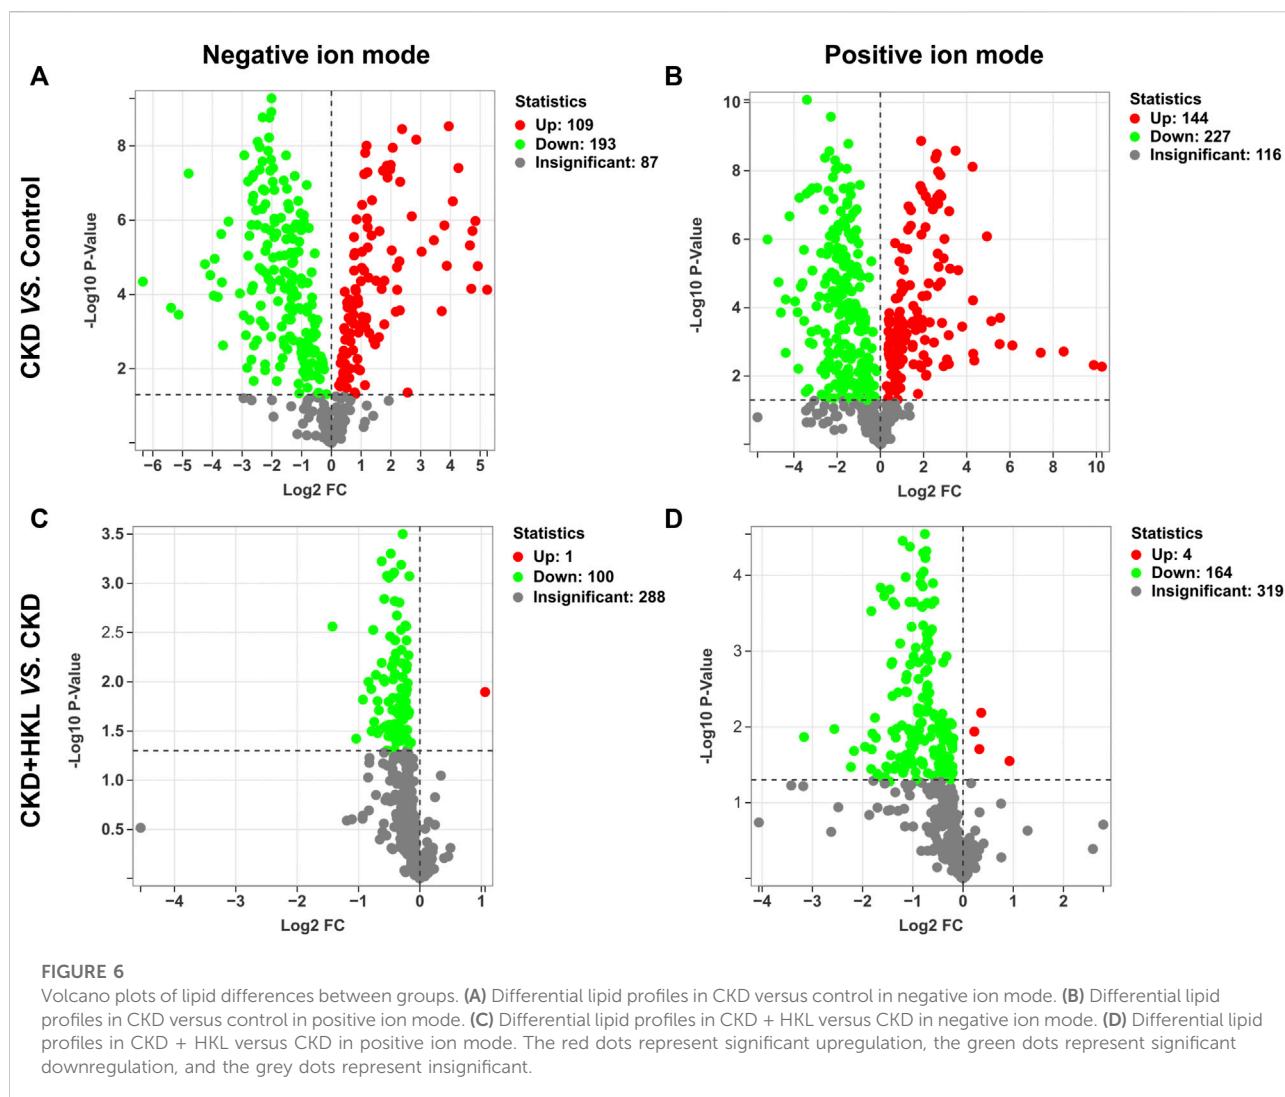 Negative ion mode
Positive ion mode
A
B
CKD VS. Control
CKD+HKL VS. CKD
8
6
4
2
-Log10 P-Value
−6 −5 −4 −3 −2 −1 0 1 2 3 4 5
Log2 FC
Statistics
Up: 109
Down: 193
Insignificant: 87
10
8
6
4
2
-Log10 P-Value
−4 −2 0 2 4 6 8 10
Log2 FC
Statistics
Up: 144
Down: 227
Insignificant: 116
C
D
3.5
3.0
2.5
2.0
1.5
1.0
0.5
-Log10 P-Value
−4 −3 −2 −1 0 1
Log2 FC
Statistics
Up: 1
Down: 100
Insignificant: 288
4
3
2
1
-Log10 P-Value
−4 −3 −2 −1 0 1 2
Log2 FC
Statistics
Up: 4
Down: 164
Insignificant: 319
FIGURE 6
Volcano plots of lipid differences between groups. (A) Differential lipid profiles in CKD versus control in negative ion mode. (B) Differential lipid
profiles in CKD versus control in positive ion mode. (C) Differential lipid profiles in CKD + HKL versus CKD in negative ion mode. (D) Differential lipid
profiles in CKD + HKL versus CKD in positive ion mode. The red dots represent significant upregulation, the green dots represent significant
downregulation, and the grey dots represent insignificant.